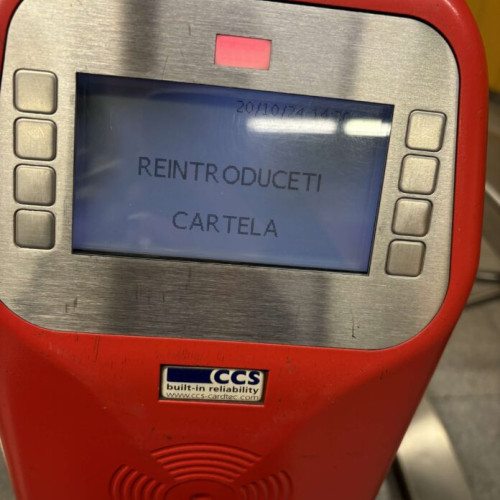 20/10/24
REINTRODUCETI
CARTELA
CCS
built-in reliability
www.ccs-cardtec.com